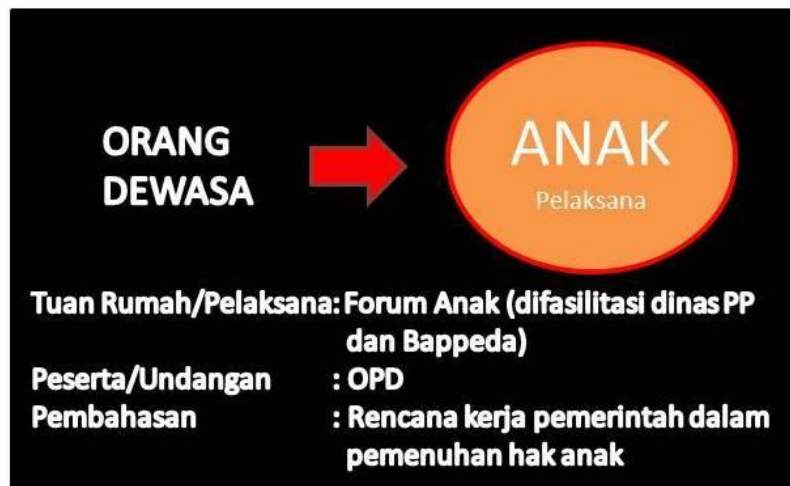 ORANG
DEWASA
ANAK
Pelaksana
Tuan Rumah/Pelaksana: Forum Anak (difasilitasi dinas PP
dan Bappeda)
Peserta/Undangan : OPD
Pembahasan : Rencana kerja pemerintah dalam
pemenuhan hak anak